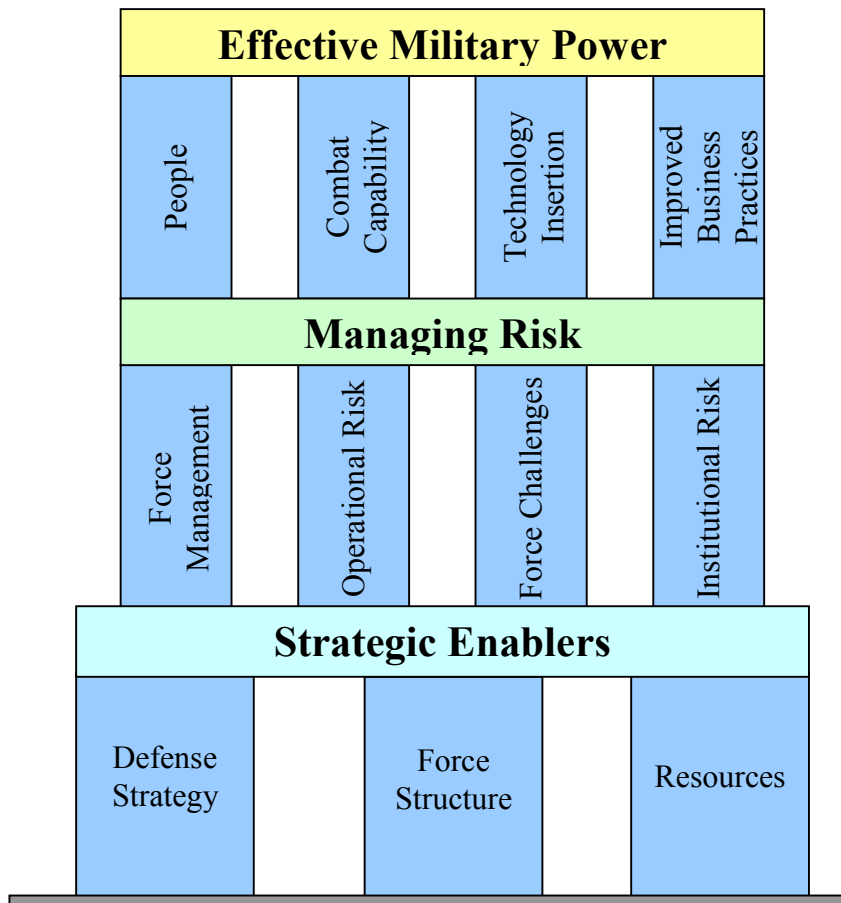 Effective Military Power
People
Combat
Capability
Technology
Insertion
Improved
Business
Practices
Managing Risk
Force
Management
Operational Risk
Force Challenges
Institutional Risk
Strategic Enablers
Defense
Strategy
Force
Structure
Resources